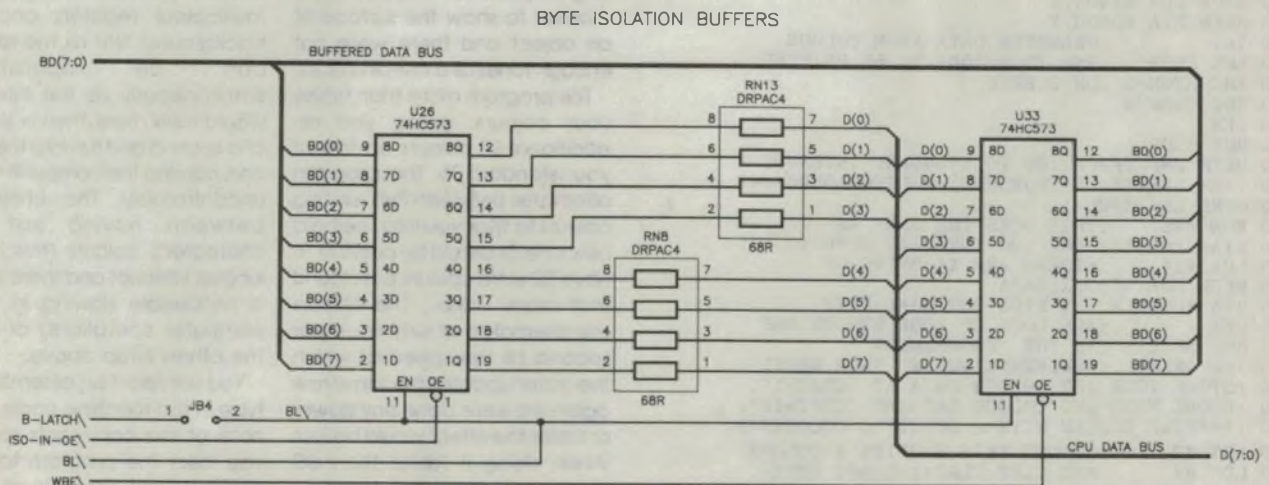 BYTE ISOLATION BUFFERS
BUFFERED DATA BUS
BD(7:0)
RN13
DRPAC4
U26
74HC573
U33
74HC573
8 7 D(0)
6 5 D(1)
4 3 D(2)
2 1 D(3)
68R
BD(0) 9 8D 8Q 12
BD(1) 8 7D 7Q 13
BD(2) 7 6D 6Q 14
BD(3) 6 5D 5Q 15
BD(4) 5 4D 4Q 16
BD(5) 4 3D 3Q 17
BD(6) 3 2D 2Q 18
BD(7) 2 1D 1Q 19
EN OE
11 1
RN8
DRPAC4
8 7 D(4)
6 5 D(5)
4 3 D(6)
2 1 D(7)
68R
D(0) 9 8D 8Q 12 BD(0)
D(1) 8 7D 7Q 13 BD(1)
D(2) 7 6D 6Q 14 BD(2)
D(3) 6 5D 5Q 15 BD(3)
D(4) 5 4D 4Q 16 BD(4)
D(5) 4 3D 3Q 17 BD(5)
D(6) 3 2D 2Q 18 BD(6)
D(7) 2 1D 1Q 19 BD(7)
EN OE
11 1
B-LATCH\ 1 JB4 2 BL\
ISO-IN-OE\
BL\
WBE\
CPU DATA BUS
D(7:0)